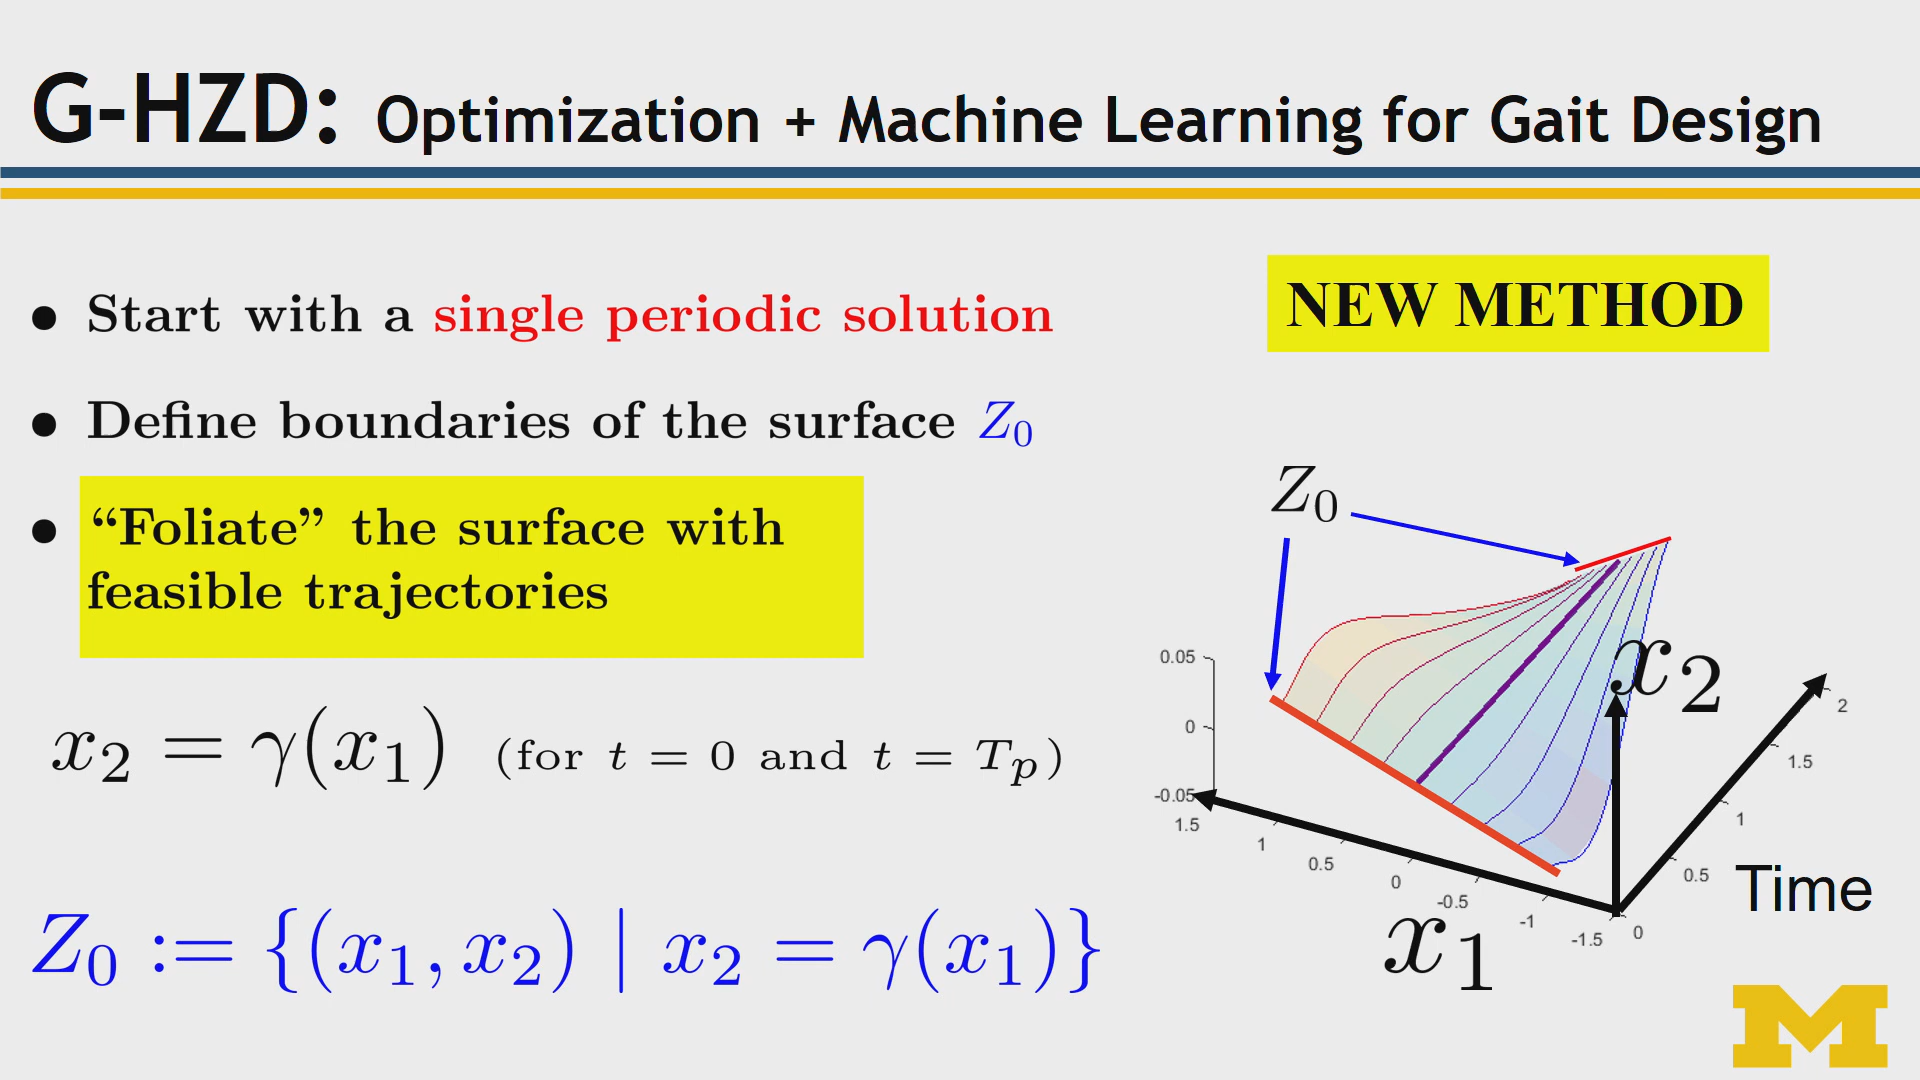 G-HZD: Optimization + Machine Learning for Gait Design
NEW METHOD
• Start with a single periodic solution
• Define boundaries of the surface Z₀
• “Foliate” the surface with
feasible trajectories
x₂ = γ(x₁) (for t = 0 and t = Tₚ)
Z₀ := {(x₁, x₂) | x₂ = γ(x₁)}
Z₀
x₂
0.05
0
-0.05
1.5
1
0.5
0
-0.5
-1
-1.5
x₁
0
0.5
1
1.5
2
Time
M